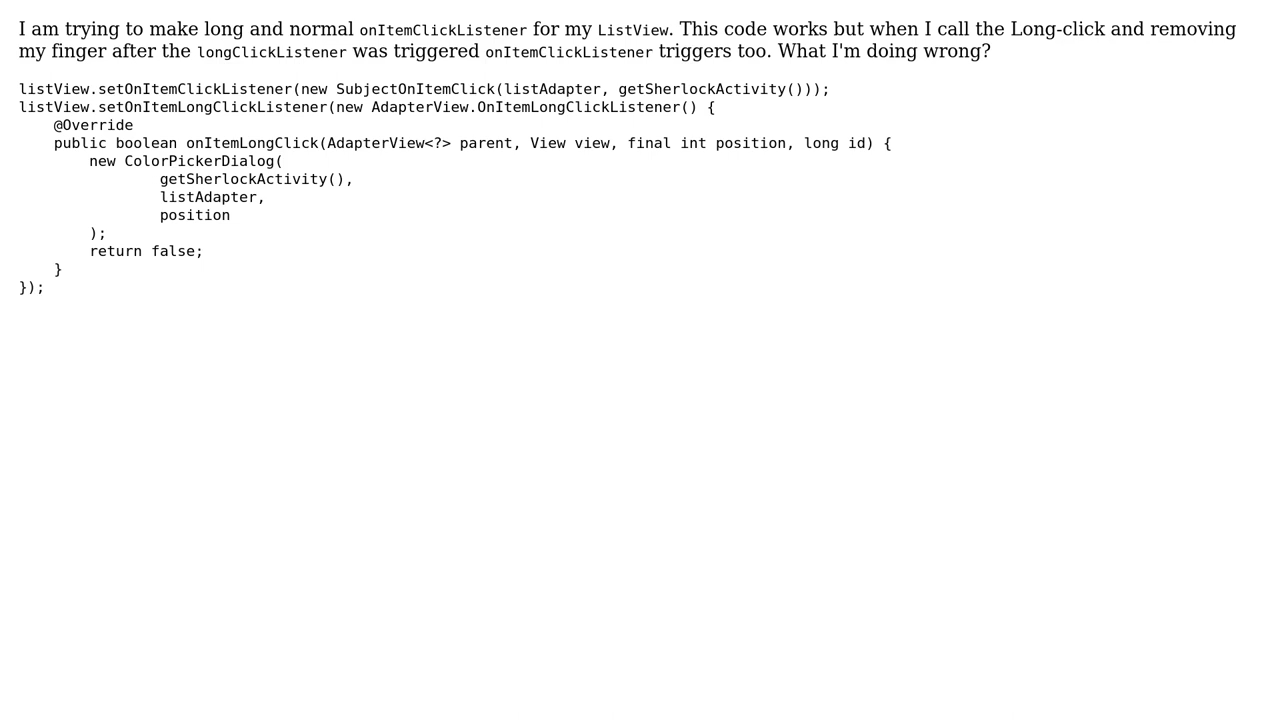 I am trying to make long and normal onItemClickListener for my ListView. This code works but when I call the Long-click and removing
my finger after the longClickListener was triggered onItemClickListener triggers too. What I'm doing wrong?
listView.setOnItemClickListener(new SubjectOnItemClick(listAdapter, getSherlockActivity()));
listView.setOnItemLongClickListener(new AdapterView.OnItemLongClickListener() {
    @Override
    public boolean onItemLongClick(AdapterView<?> parent, View view, final int position, long id) {
        new ColorPickerDialog(
                getSherlockActivity(),
                listAdapter,
                position
        );
        return false;
    }
});